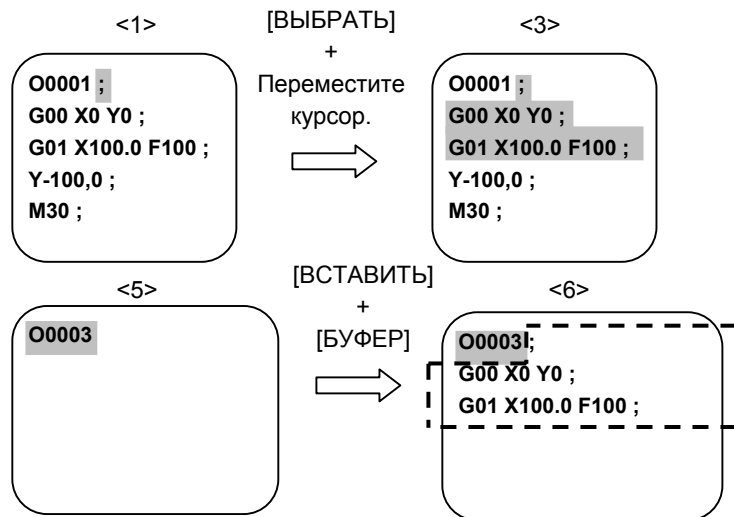 <1>
[ВЫБРАТЬ]
+
Переместите
курсор.
<3>
O0001 ;
G00 X0 Y0 ;
G01 X100.0 F100 ;
Y-100,0 ;
M30 ;
O0001 ;
G00 X0 Y0 ;
G01 X100.0 F100 ;
Y-100,0 ;
M30 ;
<5>
[ВСТАВИТЬ]
+
[БУФЕР]
<6>
O0003
O0003 ;
G00 X0 Y0 ;
G01 X100.0 F100 ;